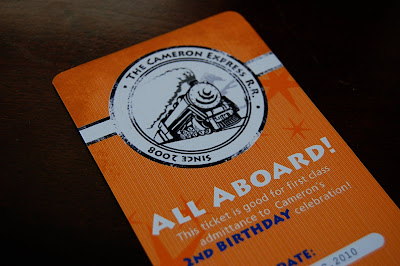 THE CAMERON EXPRESS R.R.
SINCE 2008
ALL ABOARD!
This ticket is good for first class
admittance to Cameron's
2ND BIRTHDAY celebration!
DATE:
2010